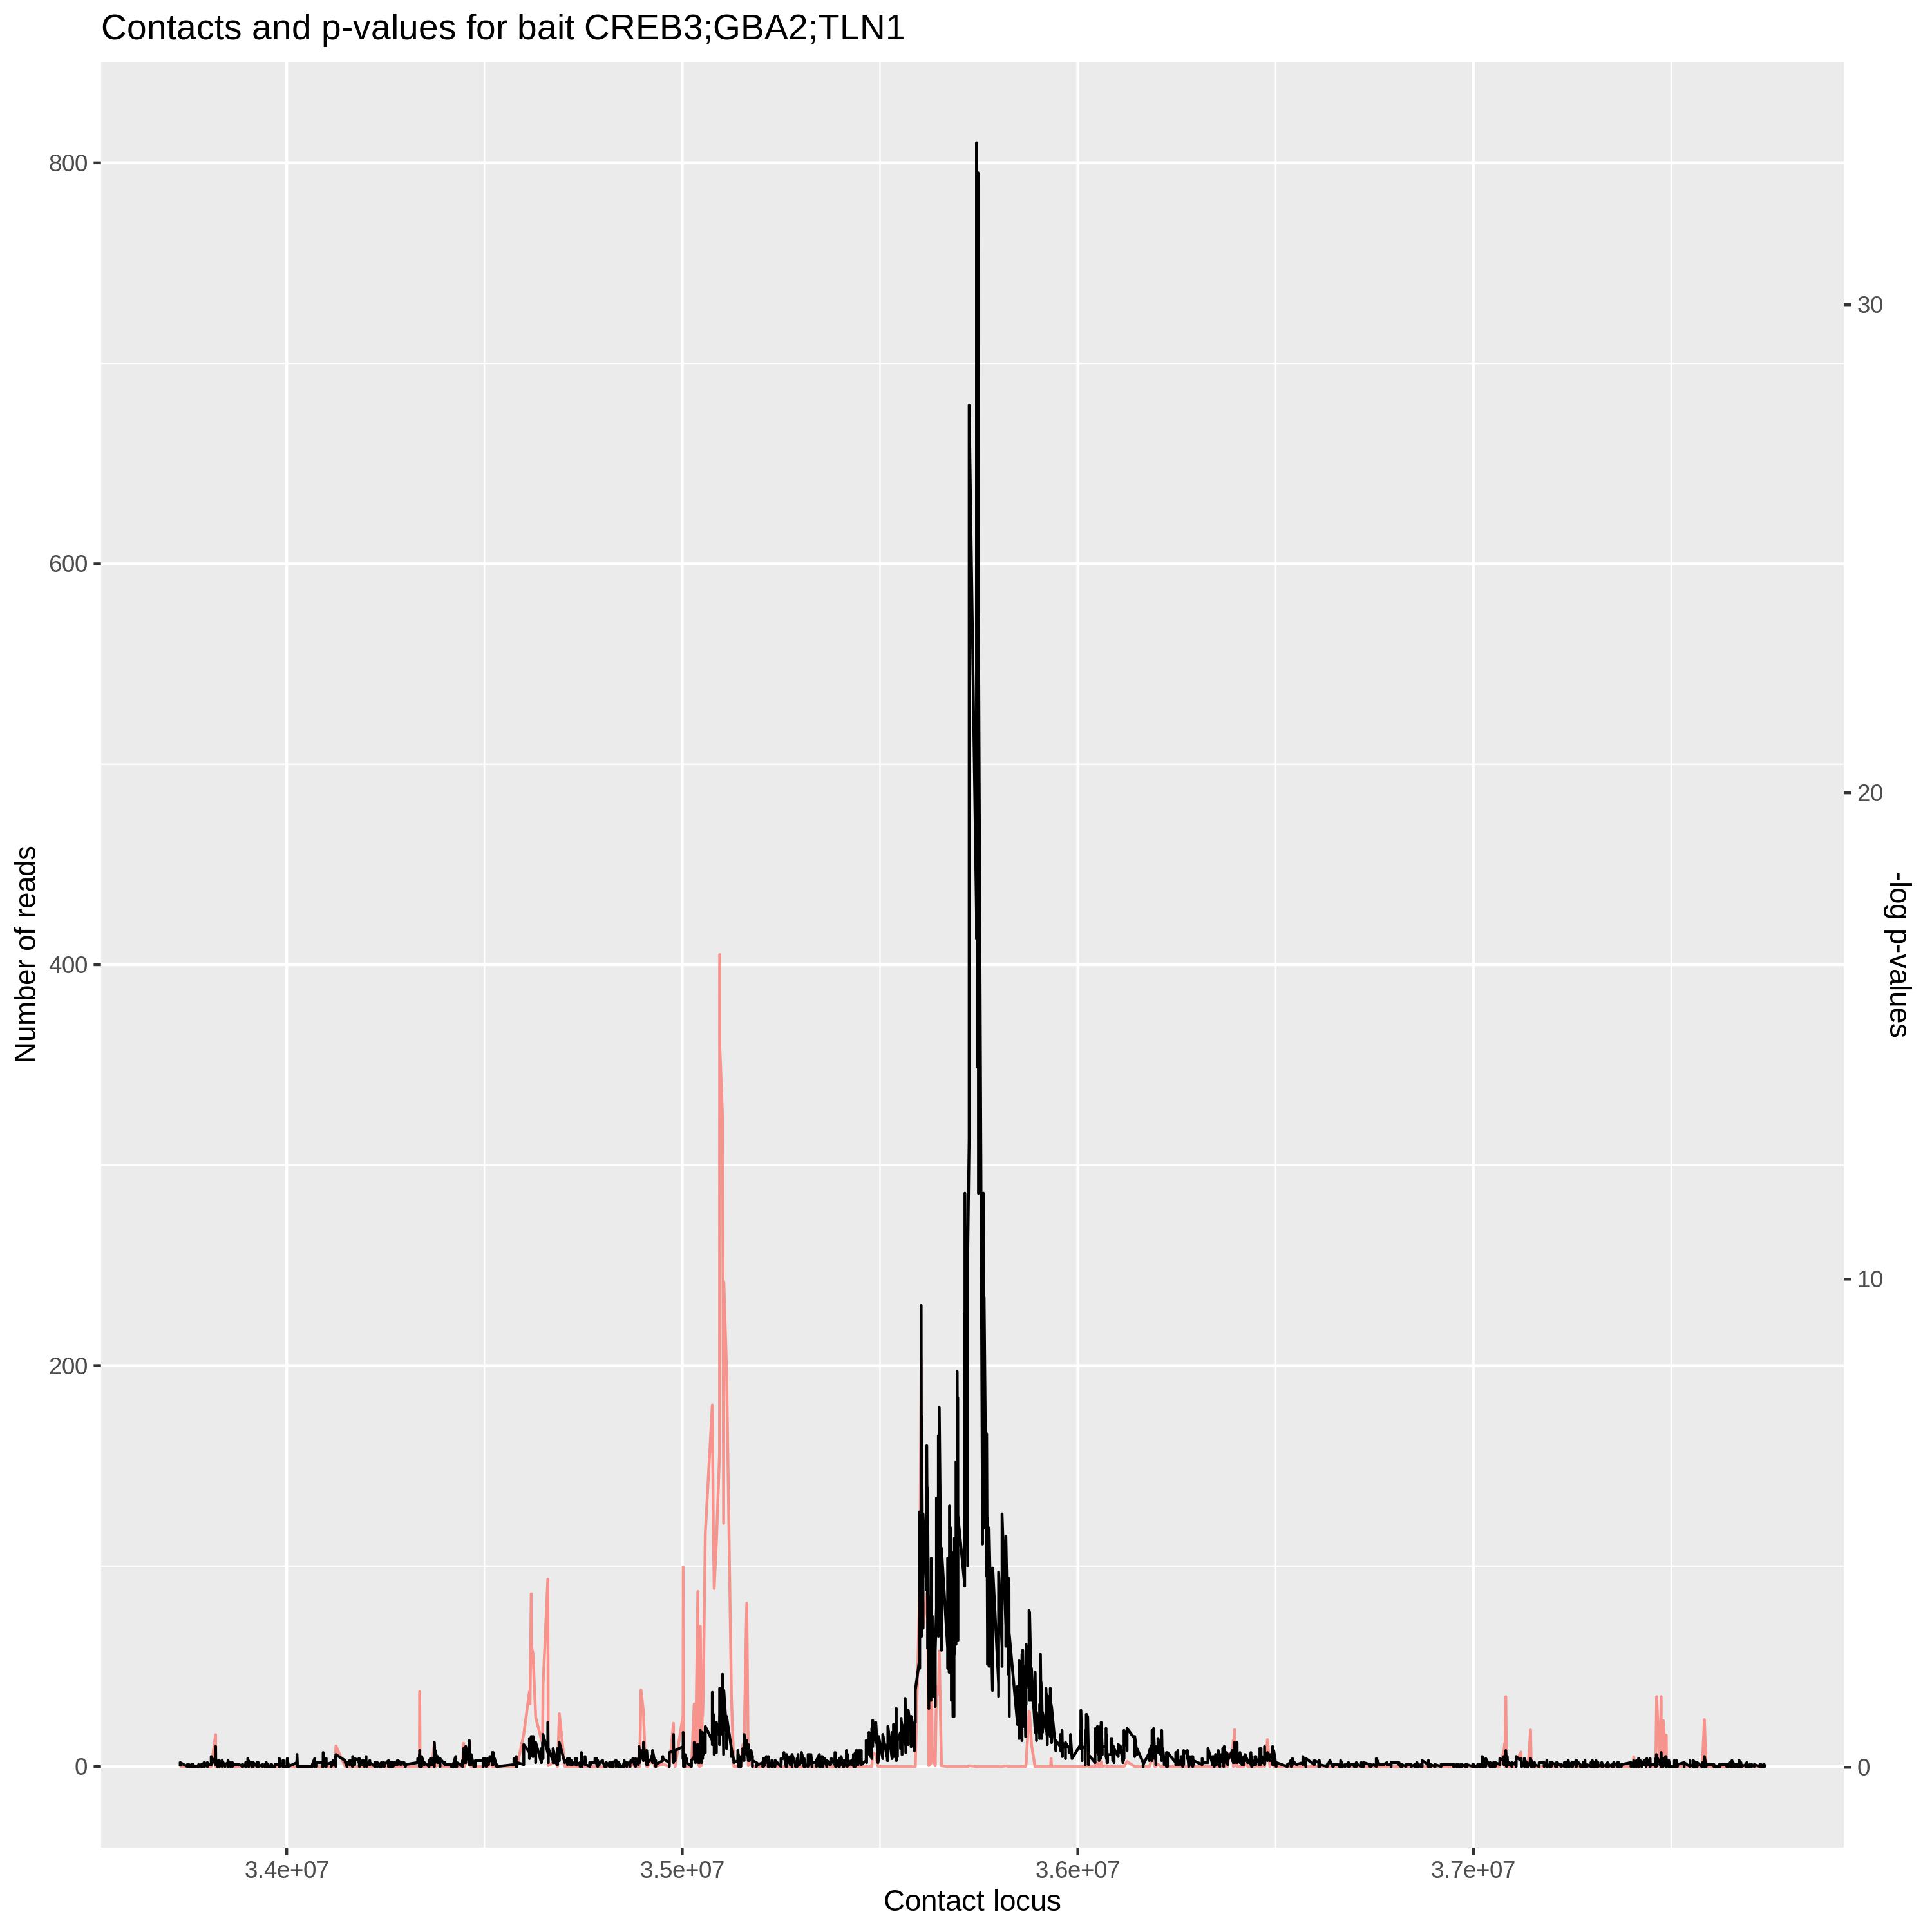 Contacts and p-values for bait CREB3;GBA2;TLN1
800
600
400
200
0
Number of reads
30
20
10
0
-log p-values
3.4e+07
3.5e+07
3.6e+07
3.7e+07
Contact locus